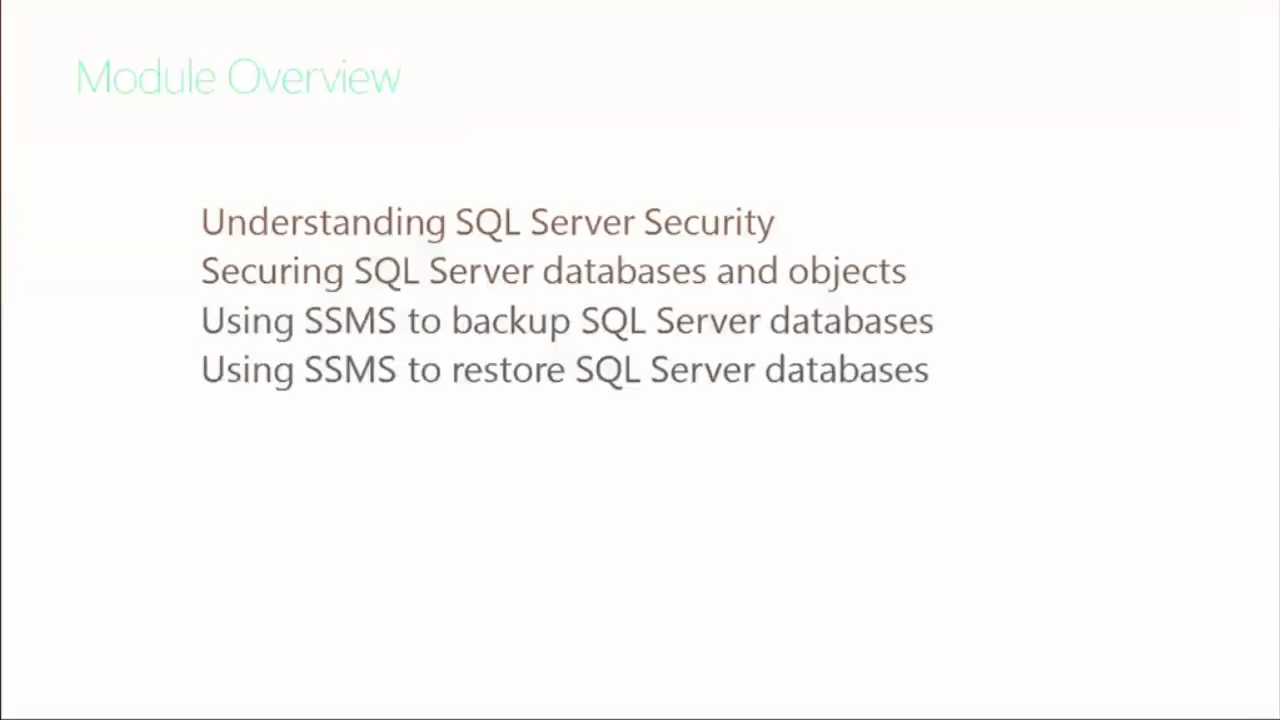 Module Overview
Understanding SQL Server Security
Securing SQL Server databases and objects
Using SSMS to backup SQL Server databases
Using SSMS to restore SQL Server databases